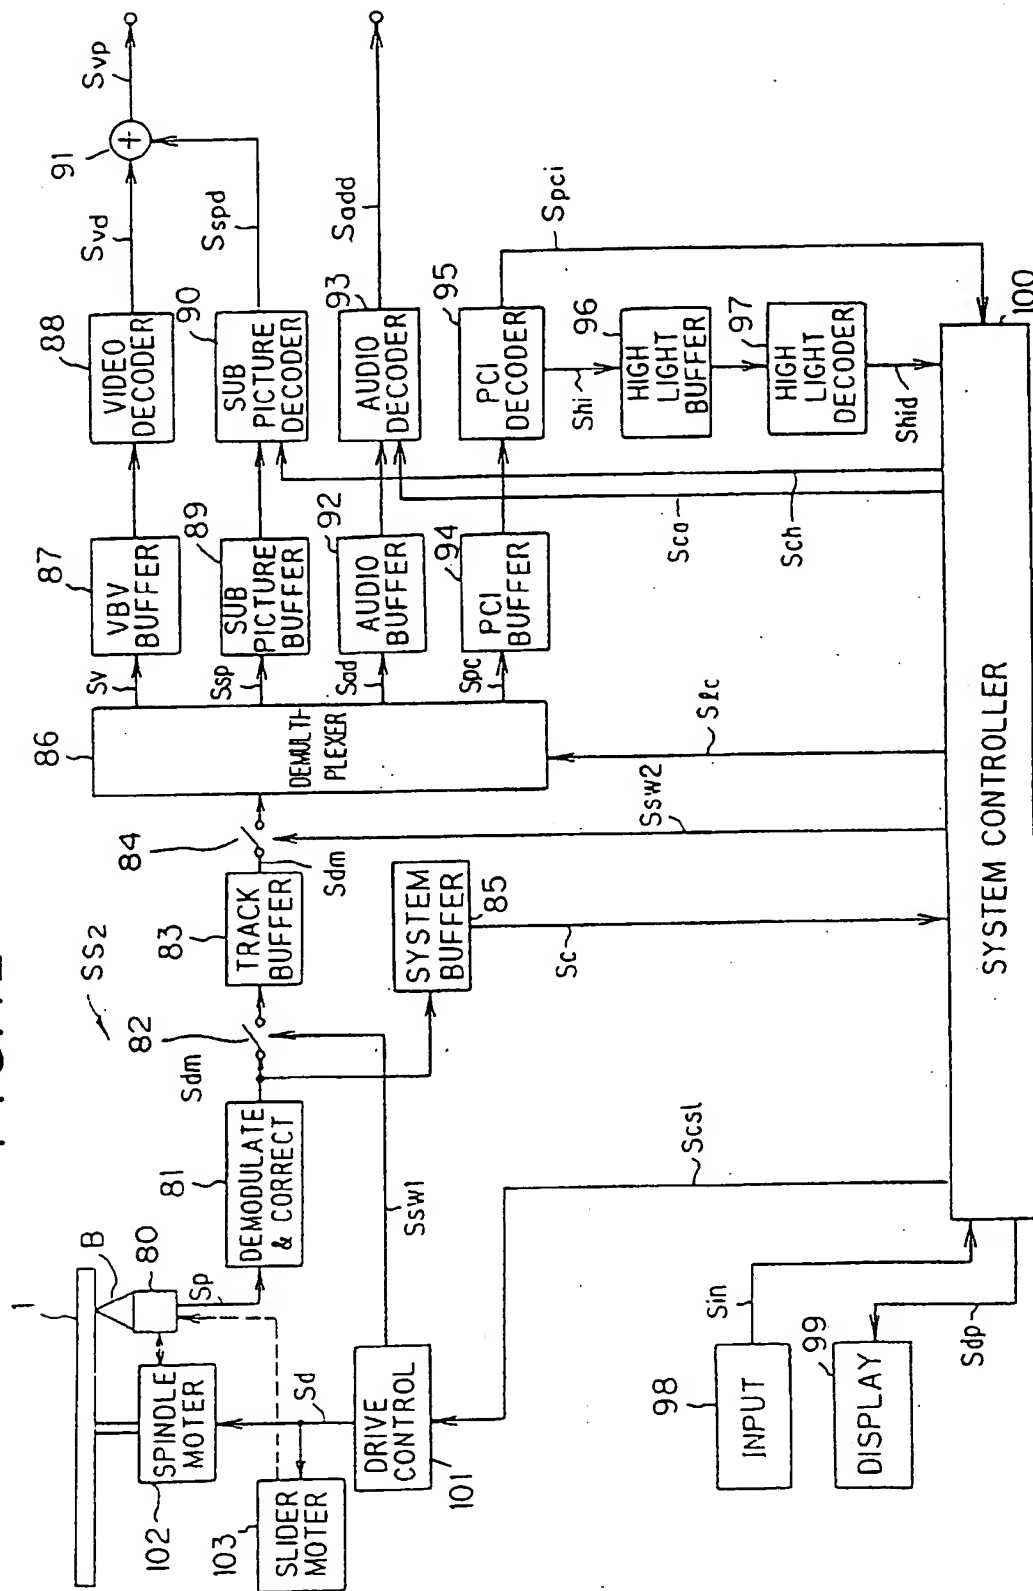 SS2
1
B
80
Sp
102
SPINDLE
MOTER
103
SLIDER
MOTER
Sd
DRIVE
CONTROL
101
81
DEMODULATE
& CORRECT
Sdm
82
Ssw1
83
TRACK
BUFFER
Sdm
84
SYSTEM
BUFFER
85
Sc
86
DEMULTI-
PLEXER
Sv
Ssp
Sad
Spc
87
VBV
BUFFER
89
SUB
PICTURE
BUFFER
92
AUDIO
BUFFER
94
PCI
BUFFER
88
VIDEO
DECODER
90
SUB
PICTURE
DECODER
93
AUDIO
DECODER
95
PCI
DECODER
Svd
91
+
Svp
Sspd
Sadd
Spci
Shi
96
HIGH
LIGHT
BUFFER
97
HIGH
LIGHT
DECODER
Shid
Sca
Sch
Slc
Ssw2
Scsl
98
INPUT
Sin
99
DISPLAY
Sdp
100
SYSTEM CONTROLLER